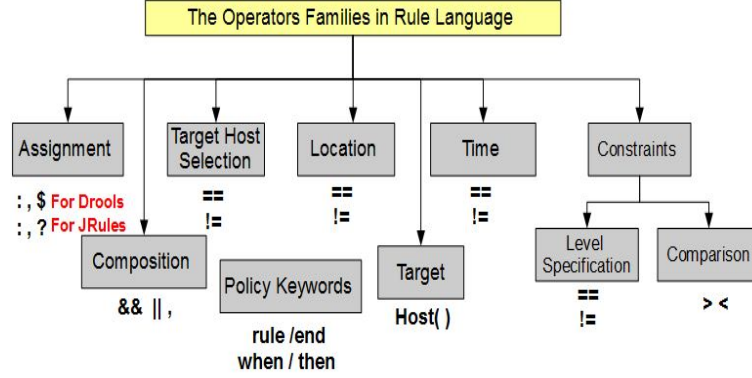 The Operators Families in Rule Language
Assignment
: , $ For Drools
: , ? For JRules
Target Host
Selection
==
!=
Location
==
!=
Time
==
!=
Constraints
Composition
&& || ,
Policy Keywords
rule /end
when / then
Target
Host( )
Level
Specification
==
!=
Comparison
> <